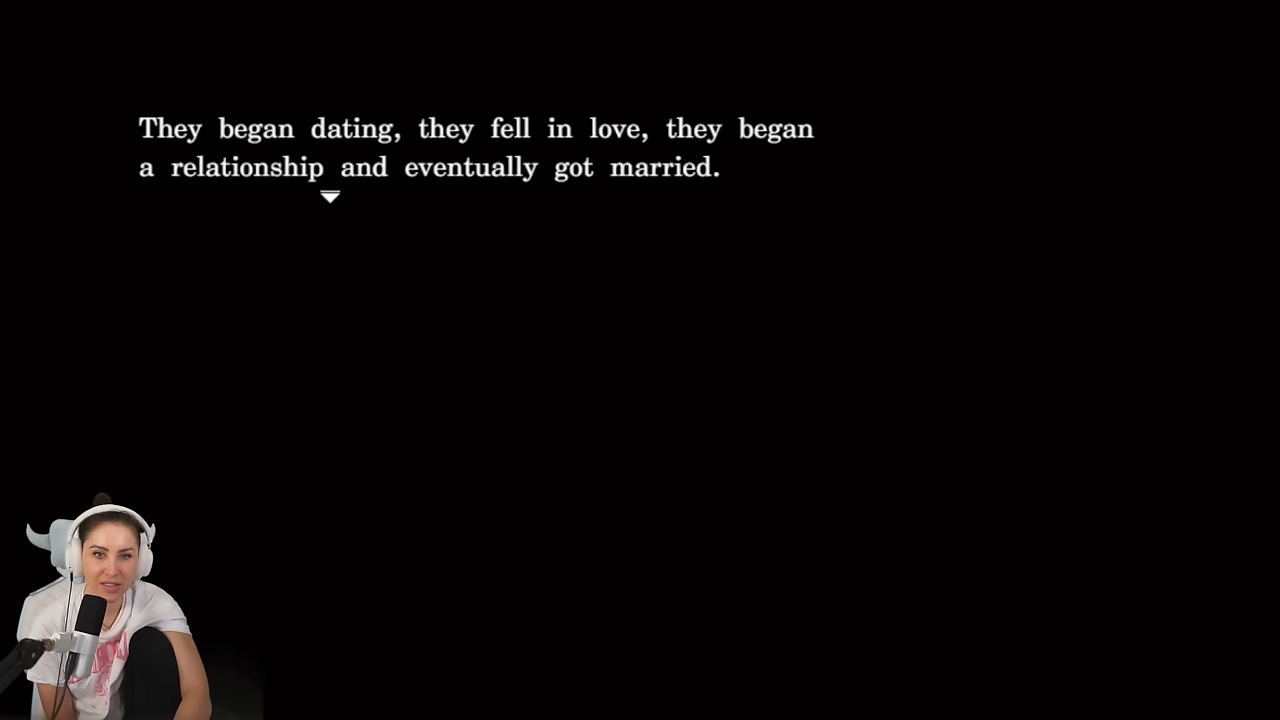 They began dating, they fell in love, they began
a relationship and eventually got married.